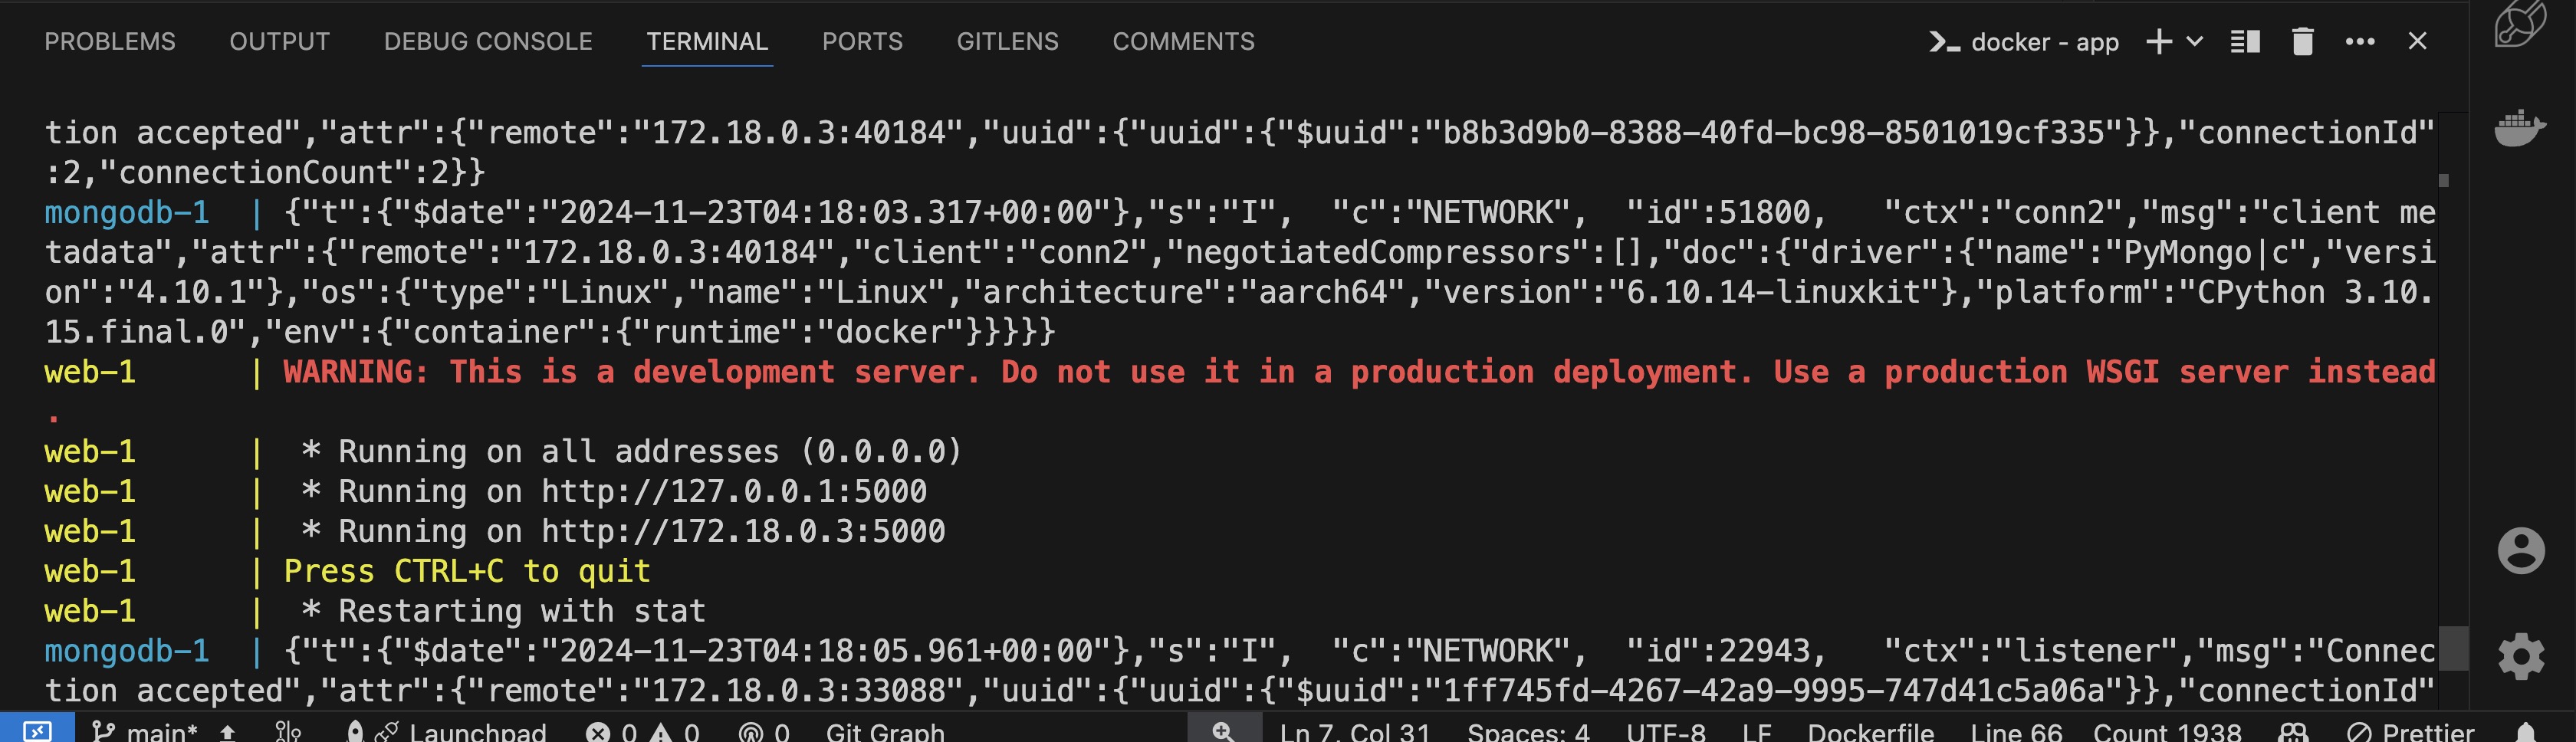 PROBLEMS OUTPUT DEBUG CONSOLE TERMINAL PORTS GITLENS COMMENTS docker - app
tion accepted","attr":{"remote":"172.18.0.3:40184","uuid":{"uuid":{"$uuid":"b8b3d9b0-8388-40fd-bc98-8501019cf335"}},"connectionId"
:2,"connectionCount":2}}
mongodb-1  | {"t":{"$date":"2024-11-23T04:18:03.317+00:00"},"s":"I",  "c":"NETWORK",  "id":51800,   "ctx":"conn2","msg":"client me
tadata","attr":{"remote":"172.18.0.3:40184","client":"conn2","negotiatedCompressors":[],"doc":{"driver":{"name":"PyMongo|c","versi
on":"4.10.1"},"os":{"type":"Linux","name":"Linux","architecture":"aarch64","version":"6.10.14-linuxkit"},"platform":"CPython 3.10.
15.final.0","env":{"container":{"runtime":"docker"}}}}}
web-1      | WARNING: This is a development server. Do not use it in a production deployment. Use a production WSGI server instead
.
web-1      |  * Running on all addresses (0.0.0.0)
web-1      |  * Running on http://127.0.0.1:5000
web-1      |  * Running on http://172.18.0.3:5000
web-1      | Press CTRL+C to quit
web-1      |  * Restarting with stat
mongodb-1  | {"t":{"$date":"2024-11-23T04:18:05.961+00:00"},"s":"I",  "c":"NETWORK",  "id":22943,   "ctx":"listener","msg":"Connec
tion accepted","attr":{"remote":"172.18.0.3:33088","uuid":{"uuid":{"$uuid":"1ff745fd-4267-42a9-9995-747d41c5a06a"}},"connectionId"
main* Launchpad 0 0 0 Git Graph Ln 7, Col 31 Spaces: 4 UTF-8 LF Dockerfile Line 66 Count 1938 Prettier